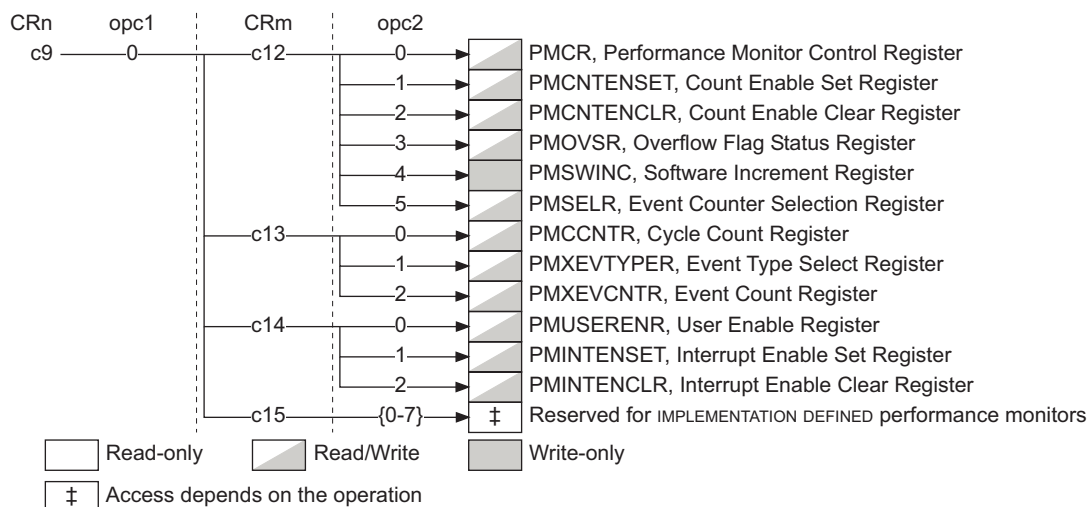 CRn opc1 CRm opc2
c9 0 c12 0 PMCR, Performance Monitor Control Register
1 PMCNTENSET, Count Enable Set Register
2 PMCNTENCLR, Count Enable Clear Register
3 PMOVSR, Overflow Flag Status Register
4 PMSWINC, Software Increment Register
5 PMSELR, Event Counter Selection Register
c13 0 PMCCNTR, Cycle Count Register
1 PMXEVTYPER, Event Type Select Register
2 PMXEVCNTR, Event Count Register
c14 0 PMUSERENR, User Enable Register
1 PMINTENSET, Interrupt Enable Set Register
2 PMINTENCLR, Interrupt Enable Clear Register
c15 {0-7} ‡ Reserved for IMPLEMENTATION DEFINED performance monitors
Read-only Read/Write Write-only
‡ Access depends on the operation